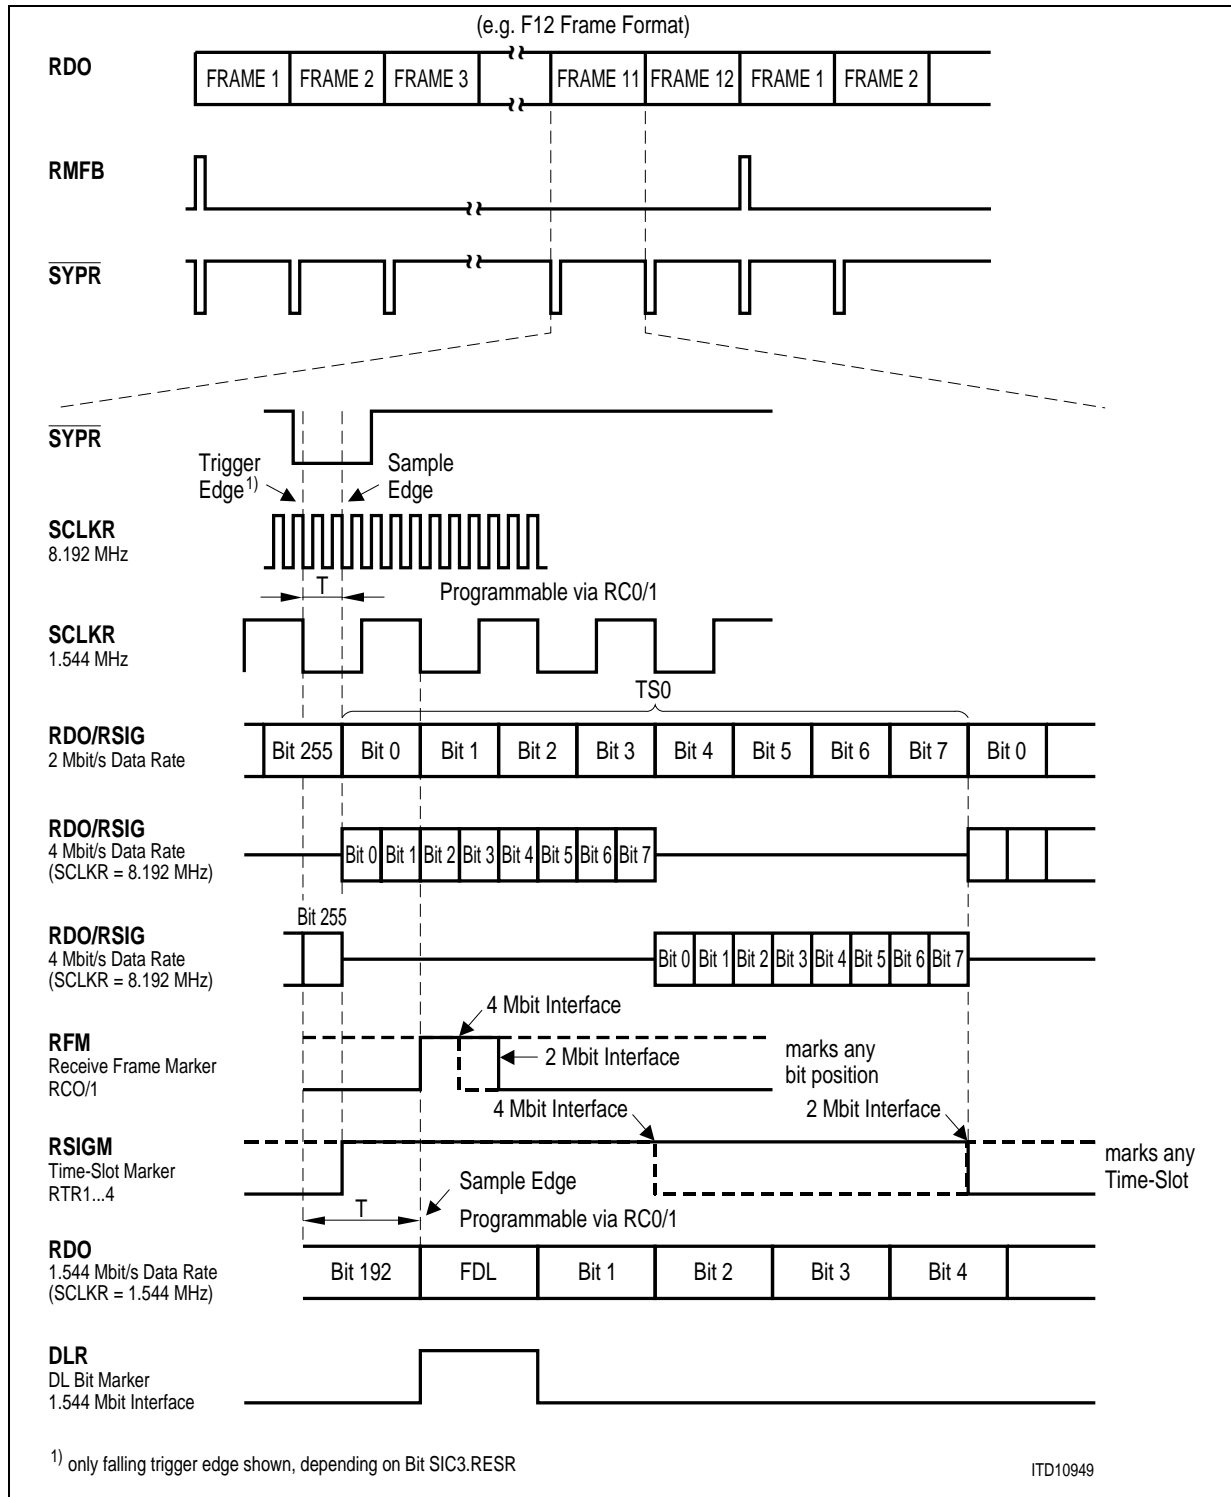 (e.g. F12 Frame Format)
RDO
FRAME 1 FRAME 2 FRAME 3 FRAME 11 FRAME 12 FRAME 1 FRAME 2
RMFB
SYPR
SYPR
Trigger
Edge1)
Sample
Edge
SCLKR
8.192 MHz
T
Programmable via RC0/1
SCLKR
1.544 MHz
TS0
RDO/RSIG
2 Mbit/s Data Rate
Bit 255 Bit 0 Bit 1 Bit 2 Bit 3 Bit 4 Bit 5 Bit 6 Bit 7 Bit 0
RDO/RSIG
4 Mbit/s Data Rate
(SCLKR = 8.192 MHz)
Bit 0 Bit 1 Bit 2 Bit 3 Bit 4 Bit 5 Bit 6 Bit 7
Bit 255
RDO/RSIG
4 Mbit/s Data Rate
(SCLKR = 8.192 MHz)
Bit 0 Bit 1 Bit 2 Bit 3 Bit 4 Bit 5 Bit 6 Bit 7
4 Mbit Interface
RFM
Receive Frame Marker
RCO/1
2 Mbit Interface
marks any
bit position
4 Mbit Interface
2 Mbit Interface
RSIGM
Time-Slot Marker
RTR1...4
marks any
Time-Slot
T
Sample Edge
Programmable via RC0/1
RDO
1.544 Mbit/s Data Rate
(SCLKR = 1.544 MHz)
Bit 192 FDL Bit 1 Bit 2 Bit 3 Bit 4
DLR
DL Bit Marker
1.544 Mbit Interface
1) only falling trigger edge shown, depending on Bit SIC3.RESR
ITD10949